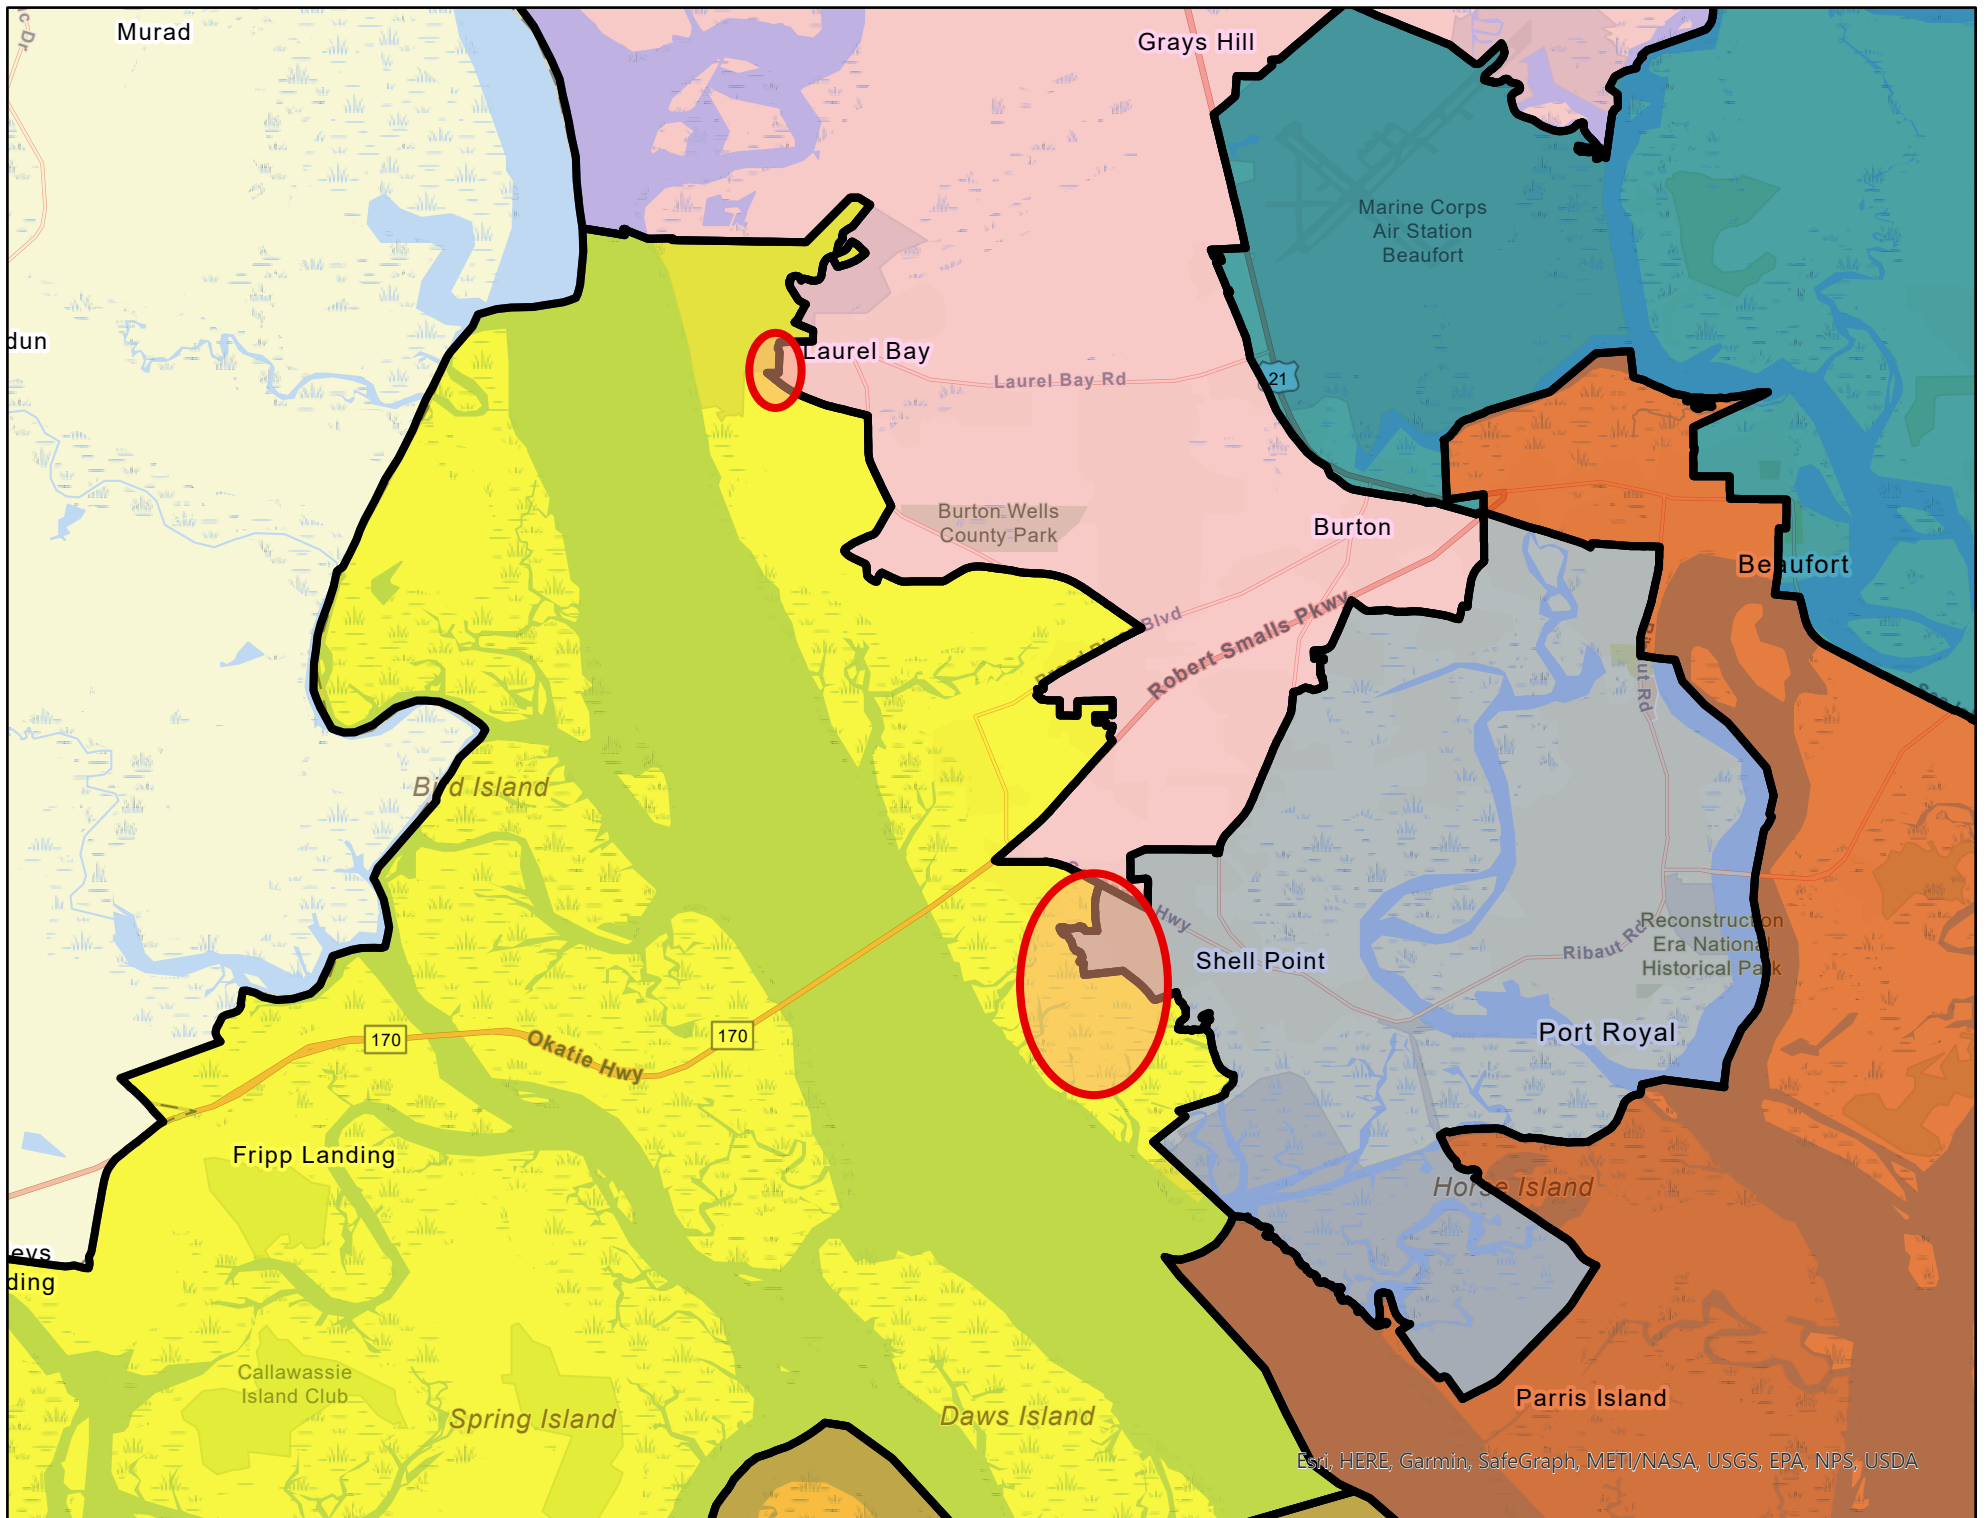 Murad
Grays Hill
Marine Corps
Air Station
Beaufort
dun
Laurel Bay
Laurel Bay Rd
21
Burton Wells
County Park
Burton
Beaufort
Blvd
Robert Smalls Pkwy
Rd
Bird Island
Hwy
Shell Point
Ribaut Rd
Reconstruction
Era National
Historical Park
Port Royal
170
170
Okatie Hwy
Fripp Landing
Horse Island
ding
Callawassie
Island Club
Spring Island
Daws Island
Parris Island
Esri, HERE, Garmin, SafeGraph, METI/NASA, USGS, EPA, NPS, USDA